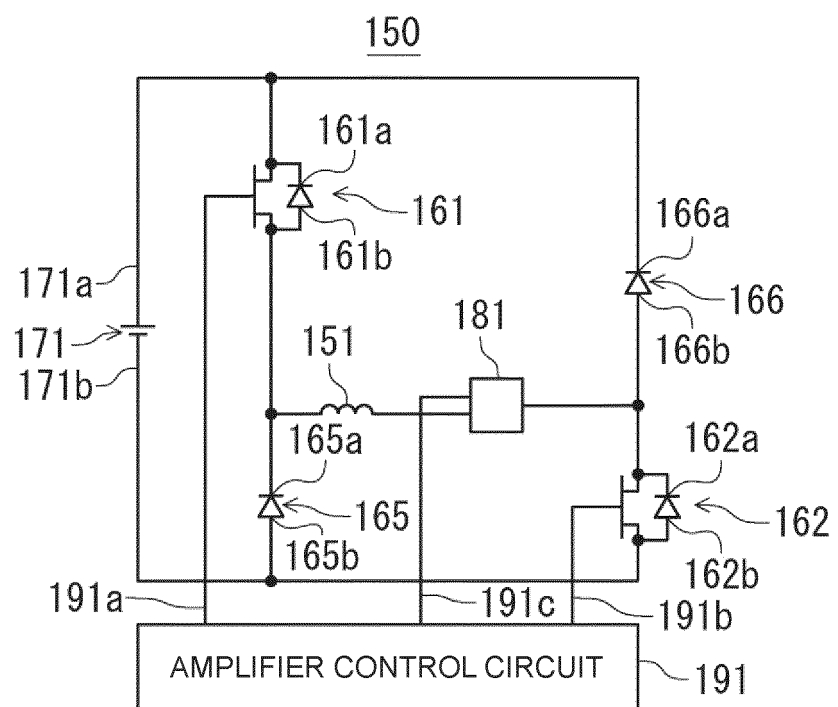 150
161a
161
161b
166a
166
166b
171a
171
171b
151
181
165a
165
165b
162a
162
162b
191a
191c
191b
AMPLIFIER CONTROL CIRCUIT
191